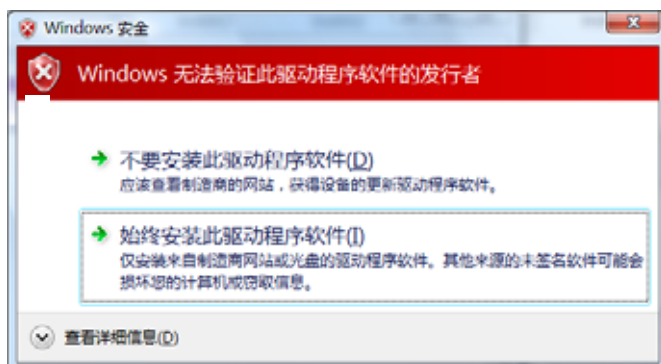 Windows 安全
Windows 无法验证此驱动程序软件的发行者
不要安装此驱动程序软件(D)
应该查看制造商的网站，获得设备的更新驱动程序软件。
始终安装此驱动程序软件(I)
仅安装来自制造商网站或光盘的驱动程序软件。其他来源的未签名软件可能会
损坏您的计算机或窃取信息。
查看详细信息(D)